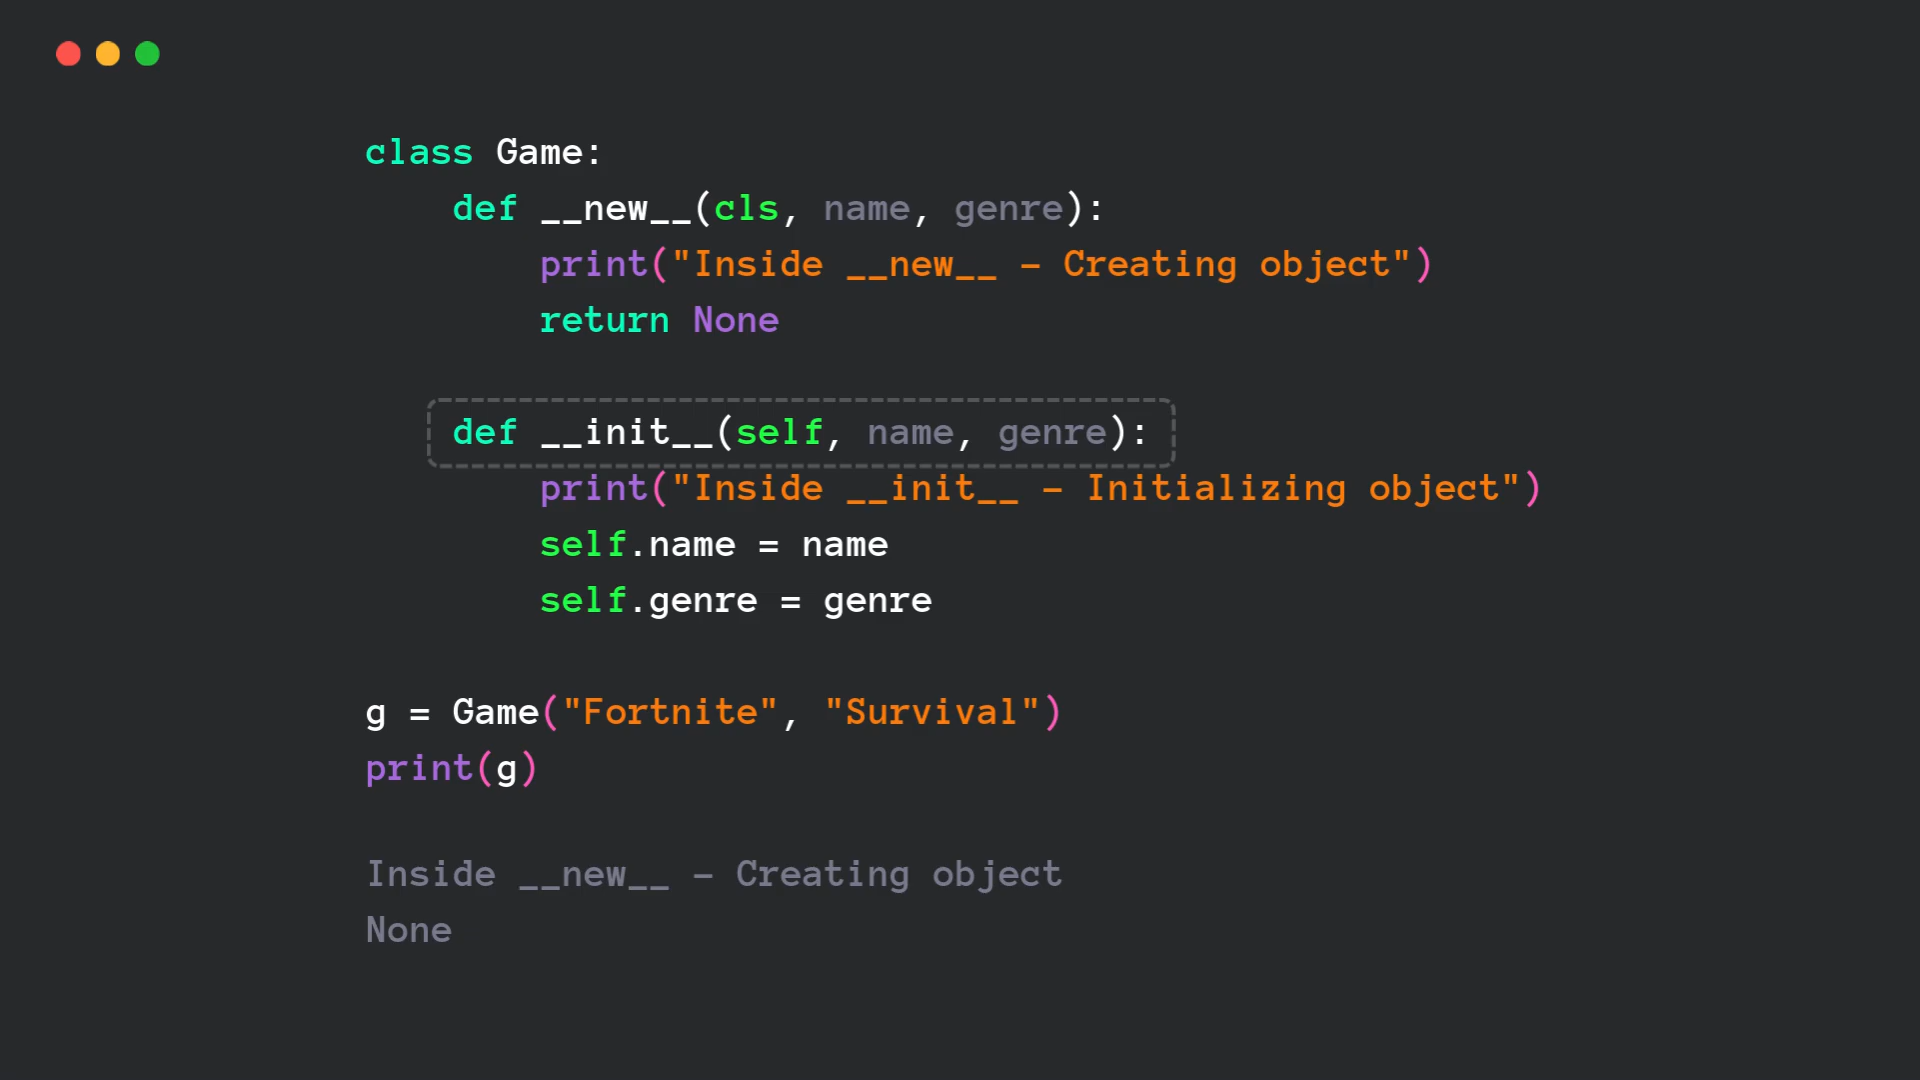 class Game:
    def __new__(cls, name, genre):
        print("Inside __new__ - Creating object")
        return None
    def __init__(self, name, genre):
        print("Inside __init__ - Initializing object")
        self.name = name
        self.genre = genre
g = Game("Fortnite", "Survival")
print(g)
Inside __new__ - Creating object
None